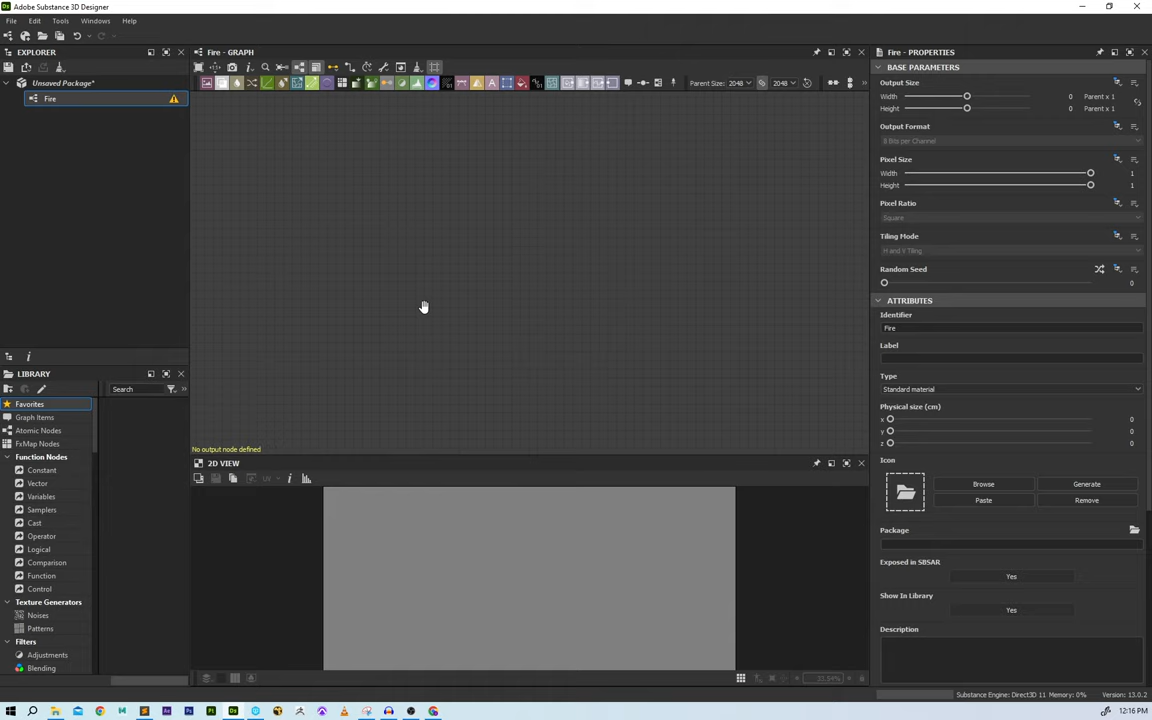 Adobe Substance 3D Designer
File Edit Tools Windows Help
EXPLORER
Unsaved Package*
Fire
Fire - GRAPH
Parent Size: 2048
2048
No output node defined
LIBRARY
Search
Favorites
Graph Items
Atomic Nodes
FxMap Nodes
Function Nodes
Constant
Vector
Variables
Samplers
Cast
Operator
Logical
Comparison
Function
Control
Texture Generators
Noises
Patterns
Filters
Adjustments
Blending
2D VIEW
UV
33.54%
Fire - PROPERTIES
BASE PARAMETERS
Output Size
Width 0 Parent x 1
Height 0 Parent x 1
Output Format
8 Bits per Channel
Pixel Size
Width 1
Height 1
Pixel Ratio
Square
Tiling Mode
H and V Tiling
Random Seed
0
ATTRIBUTES
Identifier
Fire
Label
Type
Standard material
Physical size (cm)
x 0
y 0
z 0
Icon
Browse Generate
Paste Remove
Package
Exposed in SBSAR
Yes
Show In Library
Yes
Description
Substance Engine: Direct3D 11 Memory: 0% Version: 13.0.2
12:16 PM